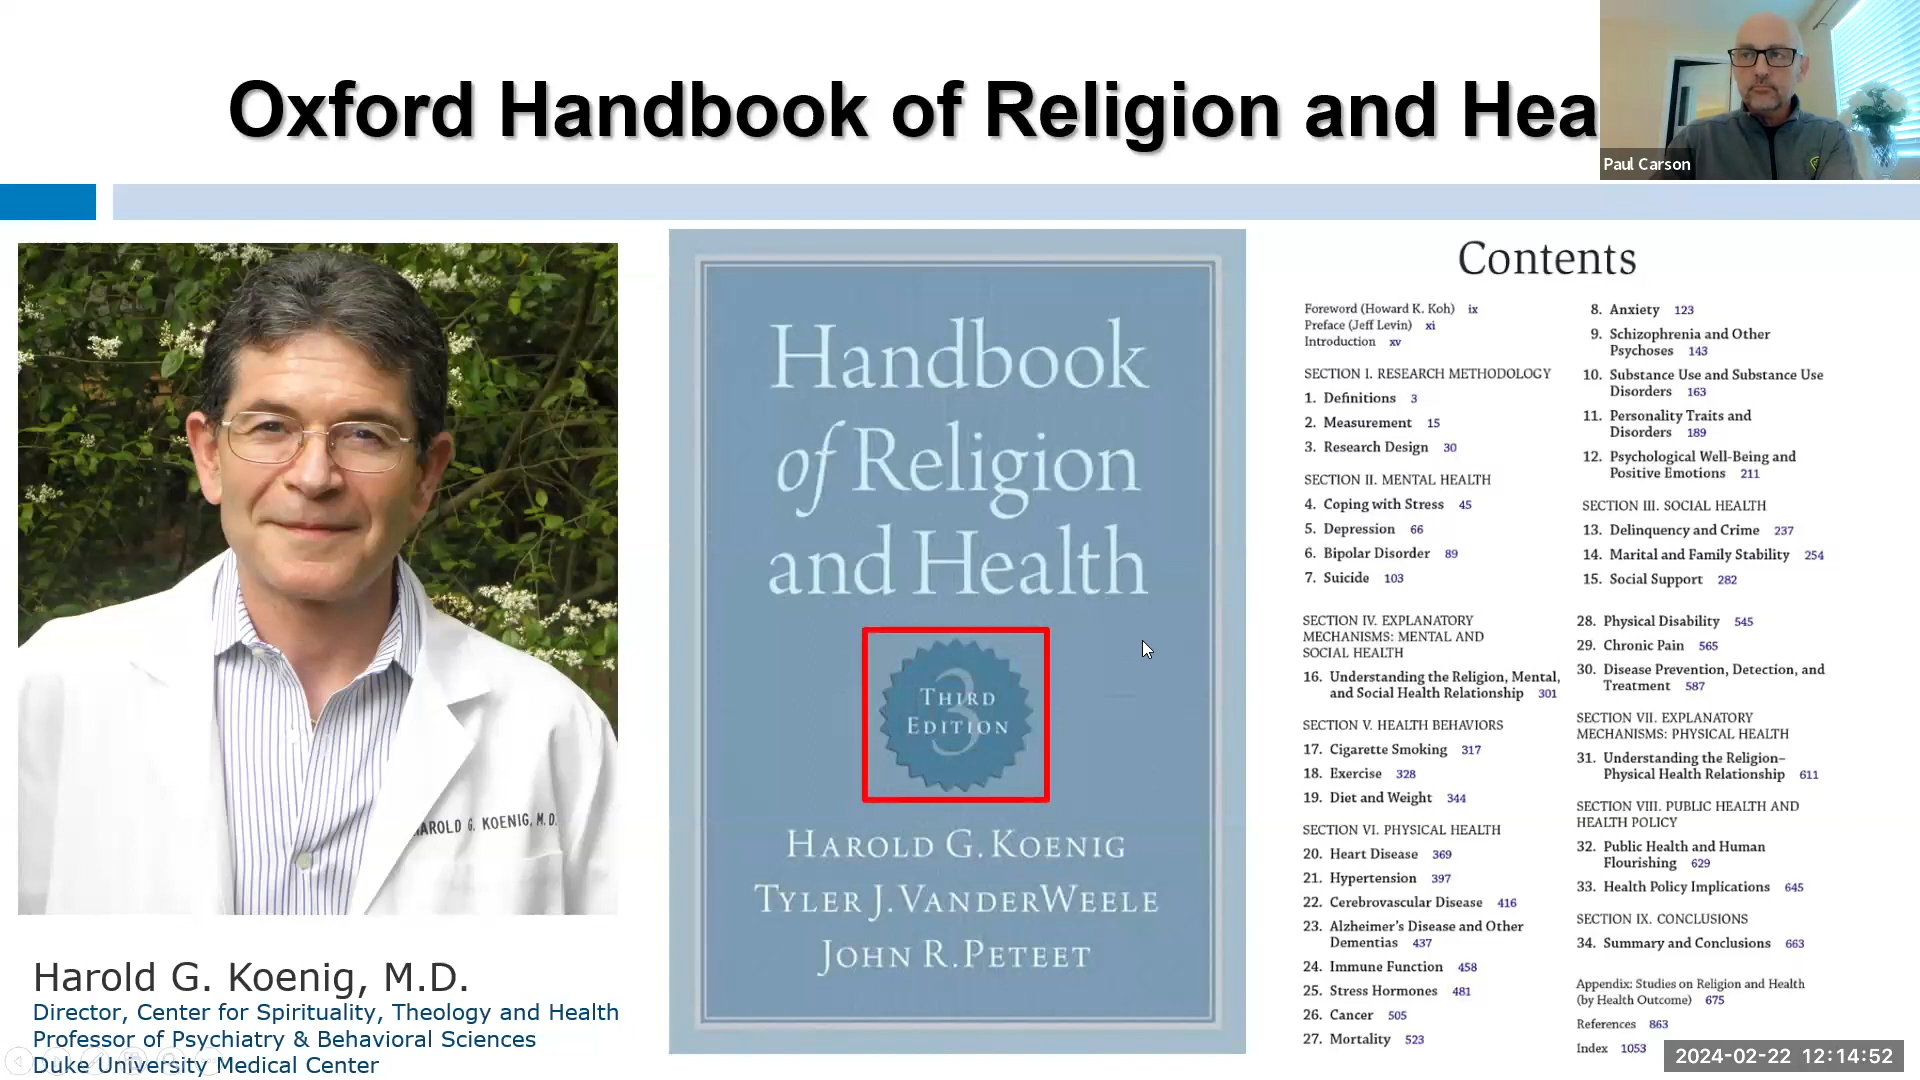 Oxford Handbook of Religion and Hea
Paul Carson
Harold G. Koenig, M.D.
Director, Center for Spirituality, Theology and Health
Professor of Psychiatry & Behavioral Sciences
Duke University Medical Center
HAROLD G. KOENIG, M.D.
Handbook
of Religion
and Health
3
THIRD
EDITION
HAROLD G. KOENIG
TYLER J. VANDERWEELE
JOHN R. PETEET
Contents
Foreword (Howard K. Koh) ix
Preface (Jeff Levin) xi
Introduction xv
SECTION I. RESEARCH METHODOLOGY
1. Definitions 3
2. Measurement 15
3. Research Design 30
SECTION II. MENTAL HEALTH
4. Coping with Stress 45
5. Depression 66
6. Bipolar Disorder 89
7. Suicide 103
8. Anxiety 123
9. Schizophrenia and Other
Psychoses 143
10. Substance Use and Substance Use
Disorders 163
11. Personality Traits and
Disorders 189
12. Psychological Well-Being and
Positive Emotions 211
SECTION III. SOCIAL HEALTH
13. Delinquency and Crime 237
14. Marital and Family Stability 254
15. Social Support 282
SECTION IV. EXPLANATORY
MECHANISMS: MENTAL AND
SOCIAL HEALTH
16. Understanding the Religion, Mental,
and Social Health Relationship 301
SECTION V. HEALTH BEHAVIORS
17. Cigarette Smoking 317
18. Exercise 328
19. Diet and Weight 344
SECTION VI. PHYSICAL HEALTH
20. Heart Disease 369
21. Hypertension 397
22. Cerebrovascular Disease 416
23. Alzheimer's Disease and Other
Dementias 437
24. Immune Function 458
25. Stress Hormones 481
26. Cancer 505
27. Mortality 523
28. Physical Disability 545
29. Chronic Pain 565
30. Disease Prevention, Detection, and
Treatment 587
SECTION VII. EXPLANATORY
MECHANISMS: PHYSICAL HEALTH
31. Understanding the Religion–
Physical Health Relationship 611
SECTION VIII. PUBLIC HEALTH AND
HEALTH POLICY
32. Public Health and Human
Flourishing 629
33. Health Policy Implications 645
SECTION IX. CONCLUSIONS
34. Summary and Conclusions 663
Appendix: Studies on Religion and Health
(by Health Outcome) 675
References 863
Index 1053
2024-02-22 12:14:52